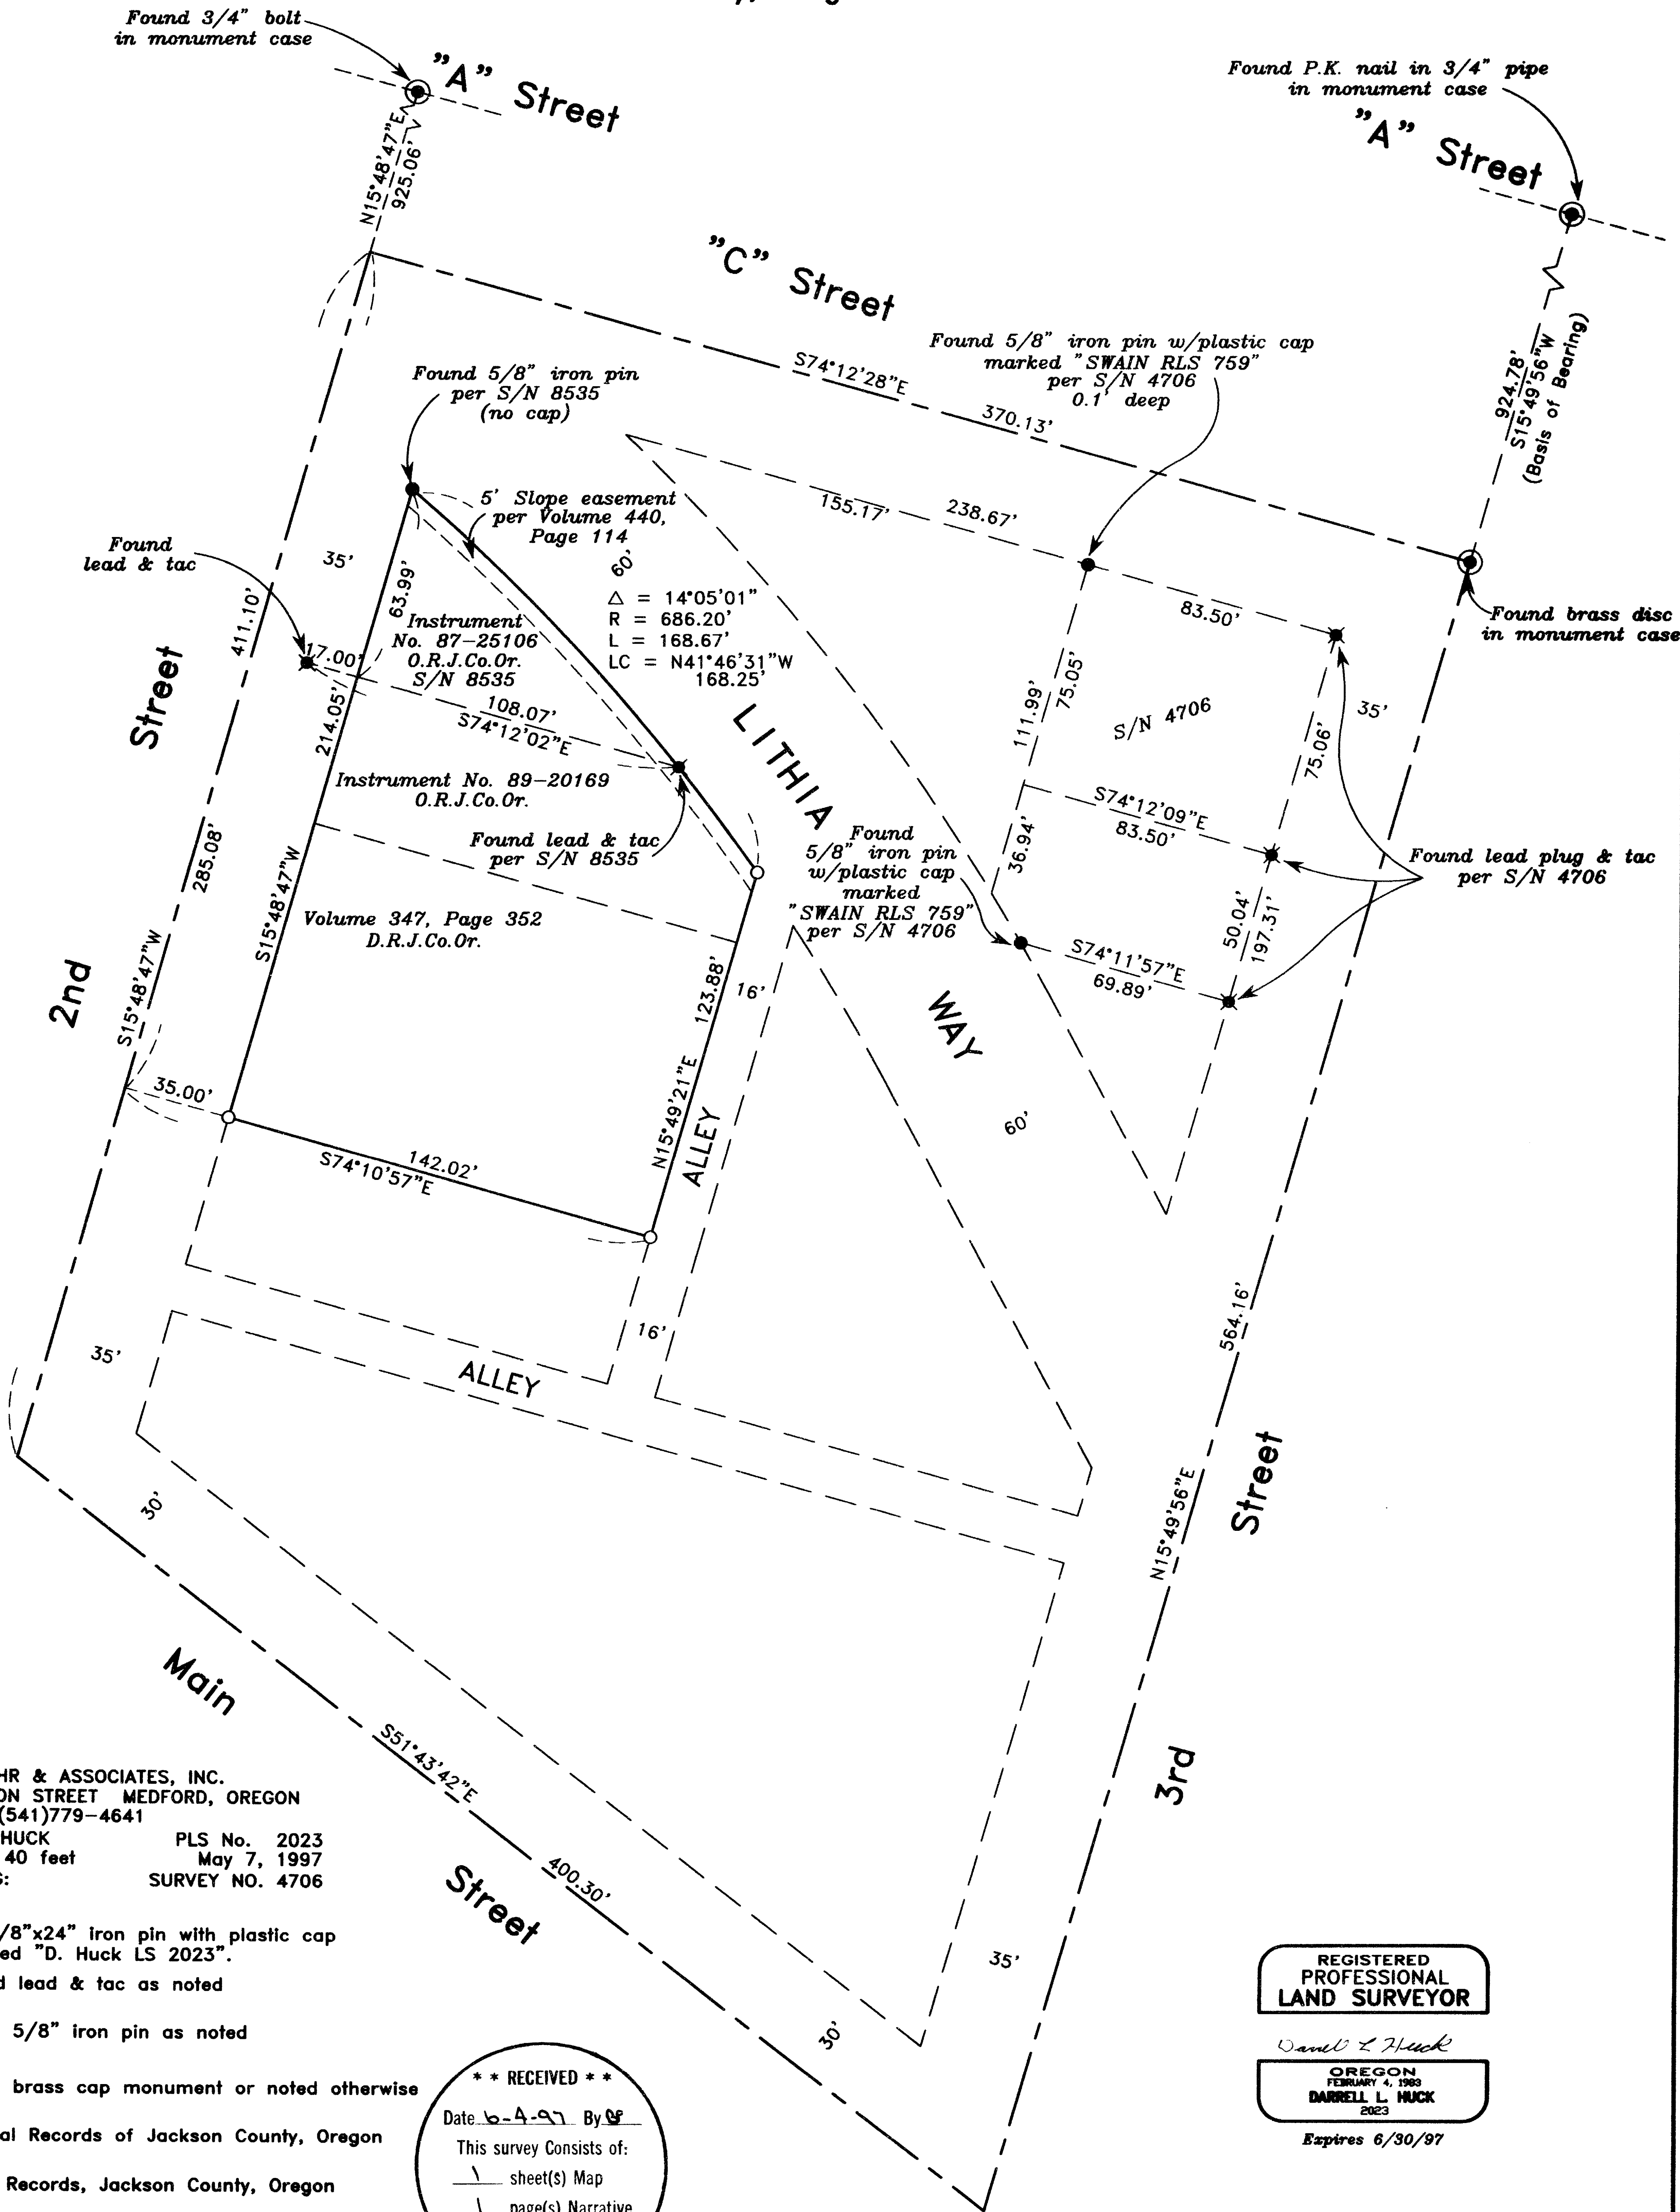 Found 3/4" bolt
in monument case
"A" Street
Found P.K. nail in 3/4" pipe
in monument case
"A" Street
N15°48'47"E
925.06'
"C" Street
S74°12'28"E
370.13'
924.78'
S15°49'56"W
(Basis of Bearing)
Found 5/8" iron pin w/plastic cap
marked "SWAIN RLS 759"
per S/N 4706
0.1' deep
Found 5/8" iron pin
per S/N 8535
(no cap)
5' Slope easement
per Volume 440,
Page 114
155.17'
238.67'
Found
lead & tac
35'
60'
63.99'
Δ = 14°05'01"
R = 686.20'
L = 168.67'
LC = N41°46'31"W
168.25'
83.50'
Found brass disc
in monument case
411.10'
Instrument
No. 87-25106
O.R.J.Co.Or.
S/N 8535
17.00'
108.07'
S74°12'02"E
214.05'
Street
LITHIA
111.99'
75.05'
S/N 4706
35'
75.06'
Instrument No. 89-20169
O.R.J.Co.Or.
Found lead & tac
per S/N 8535
S74°12'09"E
83.50'
36.94'
Found
5/8" iron pin
w/plastic cap
marked
"SWAIN RLS 759"
per S/N 4706
Found lead plug & tac
per S/N 4706
285.08'
S15°48'47"W
Volume 347, Page 352
D.R.J.Co.Or.
50.04'
197.31'
S74°11'57"E
69.89'
2nd
S15°48'47"W
123.88'
16'
WAY
35.00'
N15°49'21"E
ALLEY
60'
142.02'
S74°10'57"E
16'
35'
ALLEY
564.16'
Street
N15°49'56"E
30'
Main
S51°43'42"E
3rd
Street
400.30'
35'
30'
HR & ASSOCIATES, INC.
ON STREET MEDFORD, OREGON
(541)779-4641
HUCK PLS No. 2023
40 feet May 7, 1997
SURVEY NO. 4706
/8"x24" iron pin with plastic cap
ed "D. Huck LS 2023".
d lead & tac as noted
5/8" iron pin as noted
brass cap monument or noted otherwise
al Records of Jackson County, Oregon
Records, Jackson County, Oregon
* * RECEIVED * *
Date 6-4-97 By
This survey Consists of:
1 sheet(s) Map
1 page(s) Narrative
REGISTERED
PROFESSIONAL
LAND SURVEYOR
Darrell L Huck
OREGON
FEBRUARY 4, 1983
DARRELL L. HUCK
2023
Expires 6/30/97